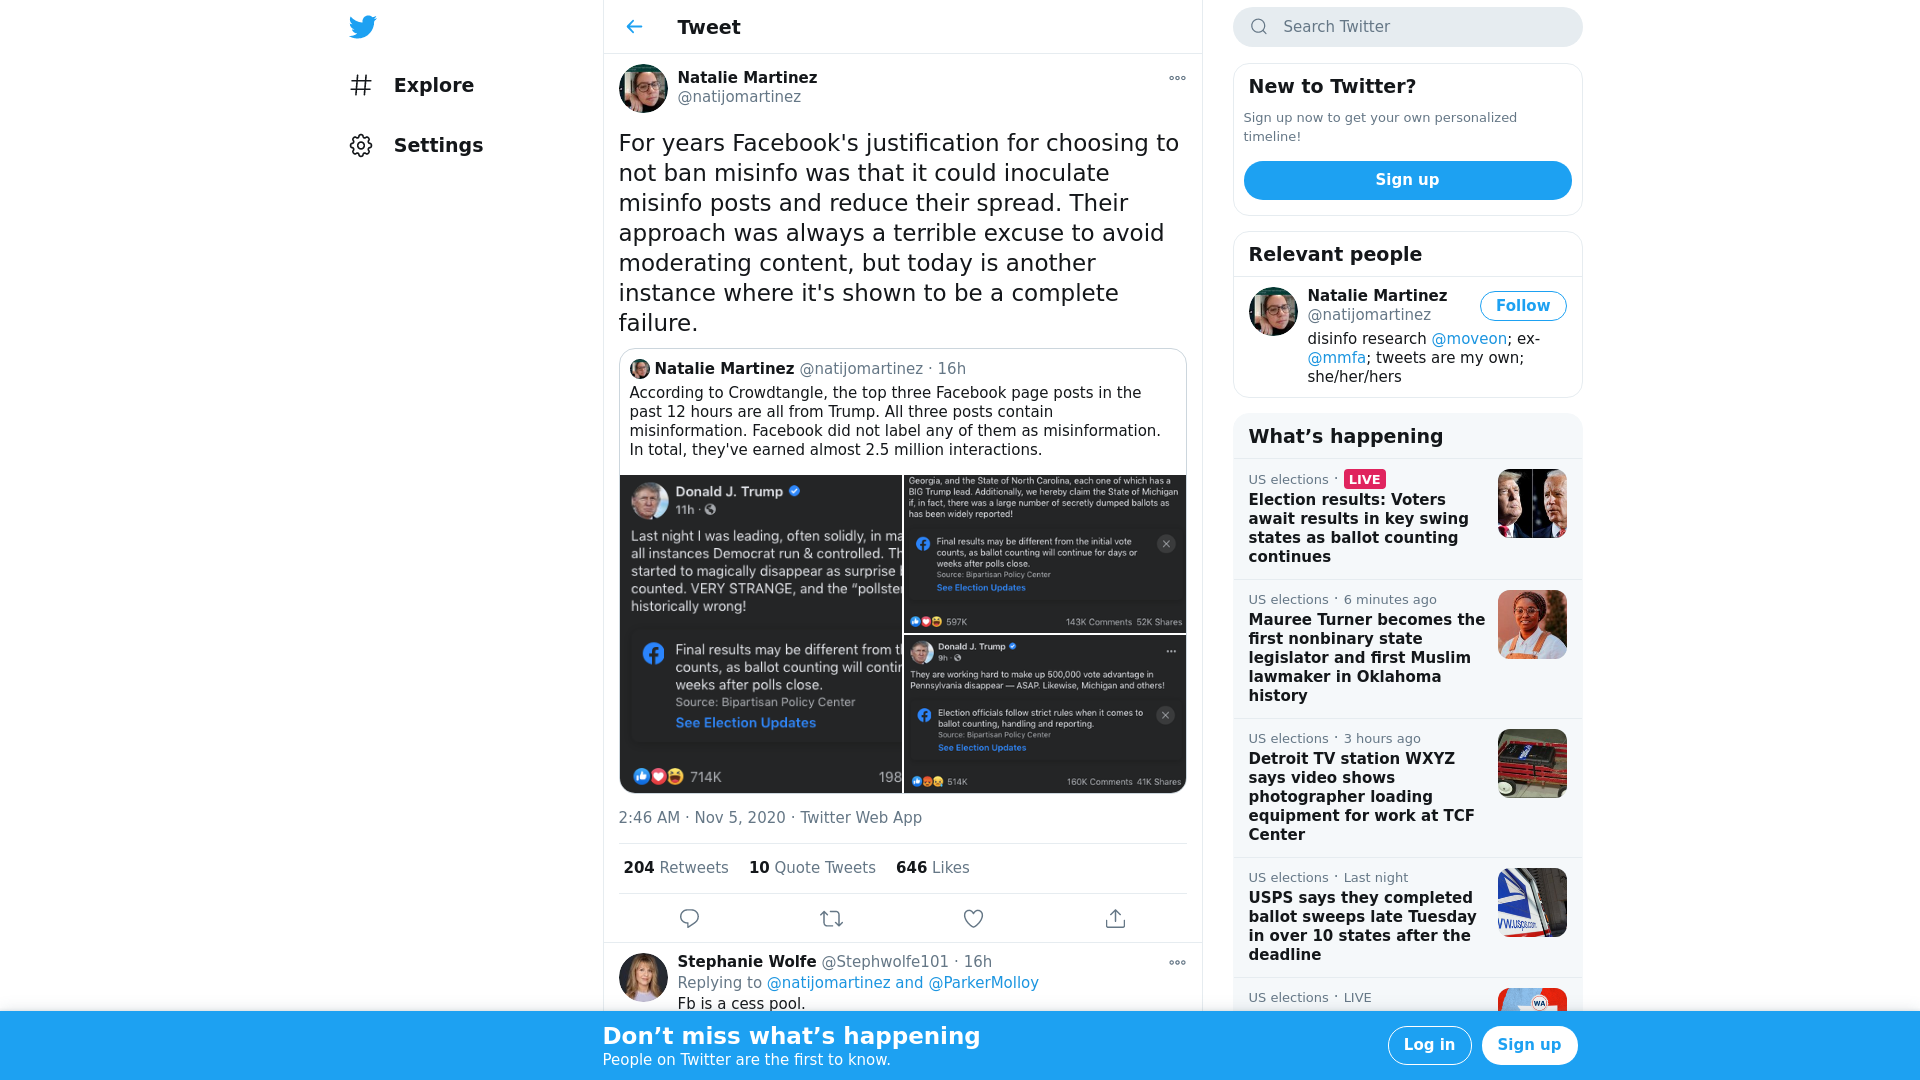 Explore
Settings
Tweet
Natalie Martinez
@natijomartinez
For years Facebook's justification for choosing to
not ban misinfo was that it could inoculate
misinfo posts and reduce their spread. Their
approach was always a terrible excuse to avoid
moderating content, but today is another
instance where it's shown to be a complete
failure.
Natalie Martinez @natijomartinez · 16h
According to Crowdtangle, the top three Facebook page posts in the
past 12 hours are all from Trump. All three posts contain
misinformation. Facebook did not label any of them as misinformation.
In total, they've earned almost 2.5 million interactions.
Donald J. Trump
11h ·
Last night I was leading, often solidly, in ma
all instances Democrat run & controlled. Th
started to magically disappear as surprise
counted. VERY STRANGE, and the “pollste
historically wrong!
Final results may be different from t
counts, as ballot counting will contin
weeks after polls close.
Source: Bipartisan Policy Center
See Election Updates
714K
198
Georgia, and the State of North Carolina, each one of which has a
BIG Trump lead. Additionally, we hereby claim the State of Michigan
if, in fact, there was a large number of secretly dumped ballots as
has been widely reported!
Final results may be different from the initial vote
counts, as ballot counting will continue for days or
weeks after polls close.
Source: Bipartisan Policy Center
See Election Updates
597K
143K Comments 52K Shares
Donald J. Trump
9h ·
They are working hard to make up 500,000 vote advantage in
Pennsylvania disappear — ASAP. Likewise, Michigan and others!
Election officials follow strict rules when it comes to
ballot counting, handling and reporting.
Source: Bipartisan Policy Center
See Election Updates
514K
160K Comments 41K Shares
2:46 AM · Nov 5, 2020 · Twitter Web App
204 Retweets 10 Quote Tweets 646 Likes
Stephanie Wolfe @Stephwolfe101 · 16h
Replying to @natijomartinez and @ParkerMolloy
Fb is a cess pool.
Search Twitter
New to Twitter?
Sign up now to get your own personalized
timeline!
Sign up
Relevant people
Natalie Martinez
@natijomartinez
Follow
disinfo research @moveon; ex-
@mmfa; tweets are my own;
she/her/hers
What’s happening
US elections · LIVE
Election results: Voters
await results in key swing
states as ballot counting
continues
US elections · 6 minutes ago
Mauree Turner becomes the
first nonbinary state
legislator and first Muslim
lawmaker in Oklahoma
history
US elections · 3 hours ago
Detroit TV station WXYZ
says video shows
photographer loading
equipment for work at TCF
Center
US elections · Last night
USPS says they completed
ballot sweeps late Tuesday
in over 10 states after the
deadline
US elections · LIVE
WA
Don’t miss what’s happening
People on Twitter are the first to know.
Log in
Sign up